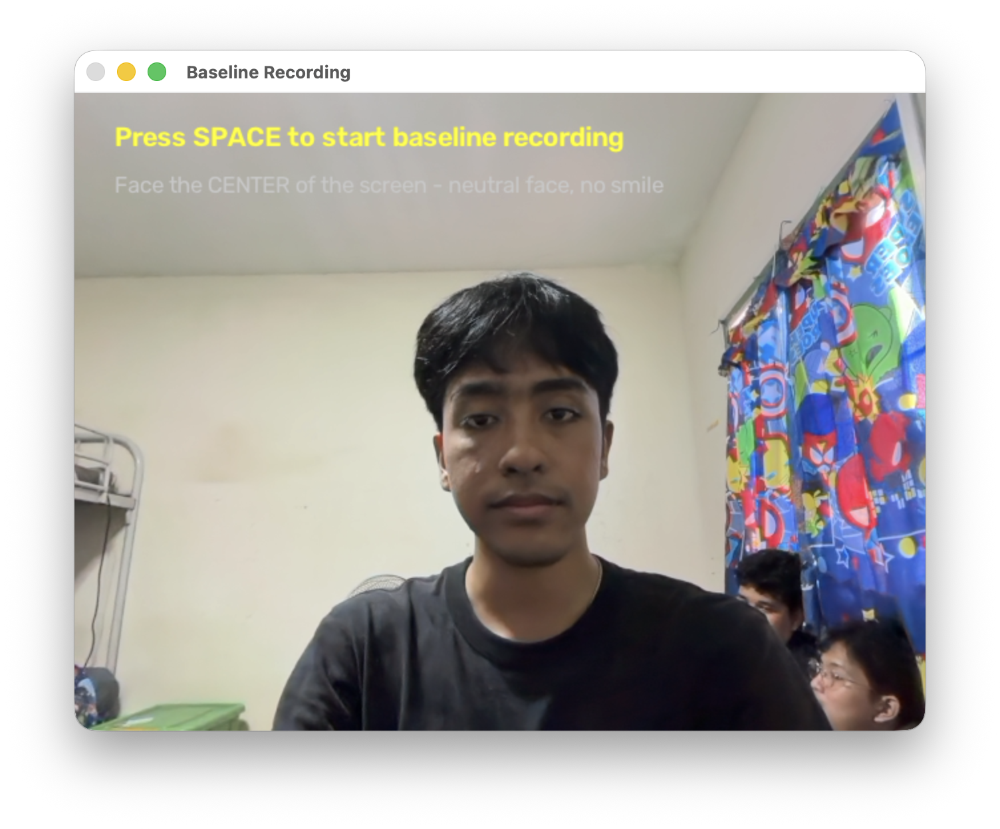 Baseline Recording
Press SPACE to start baseline recording
Face the CENTER of the screen - neutral face, no smile